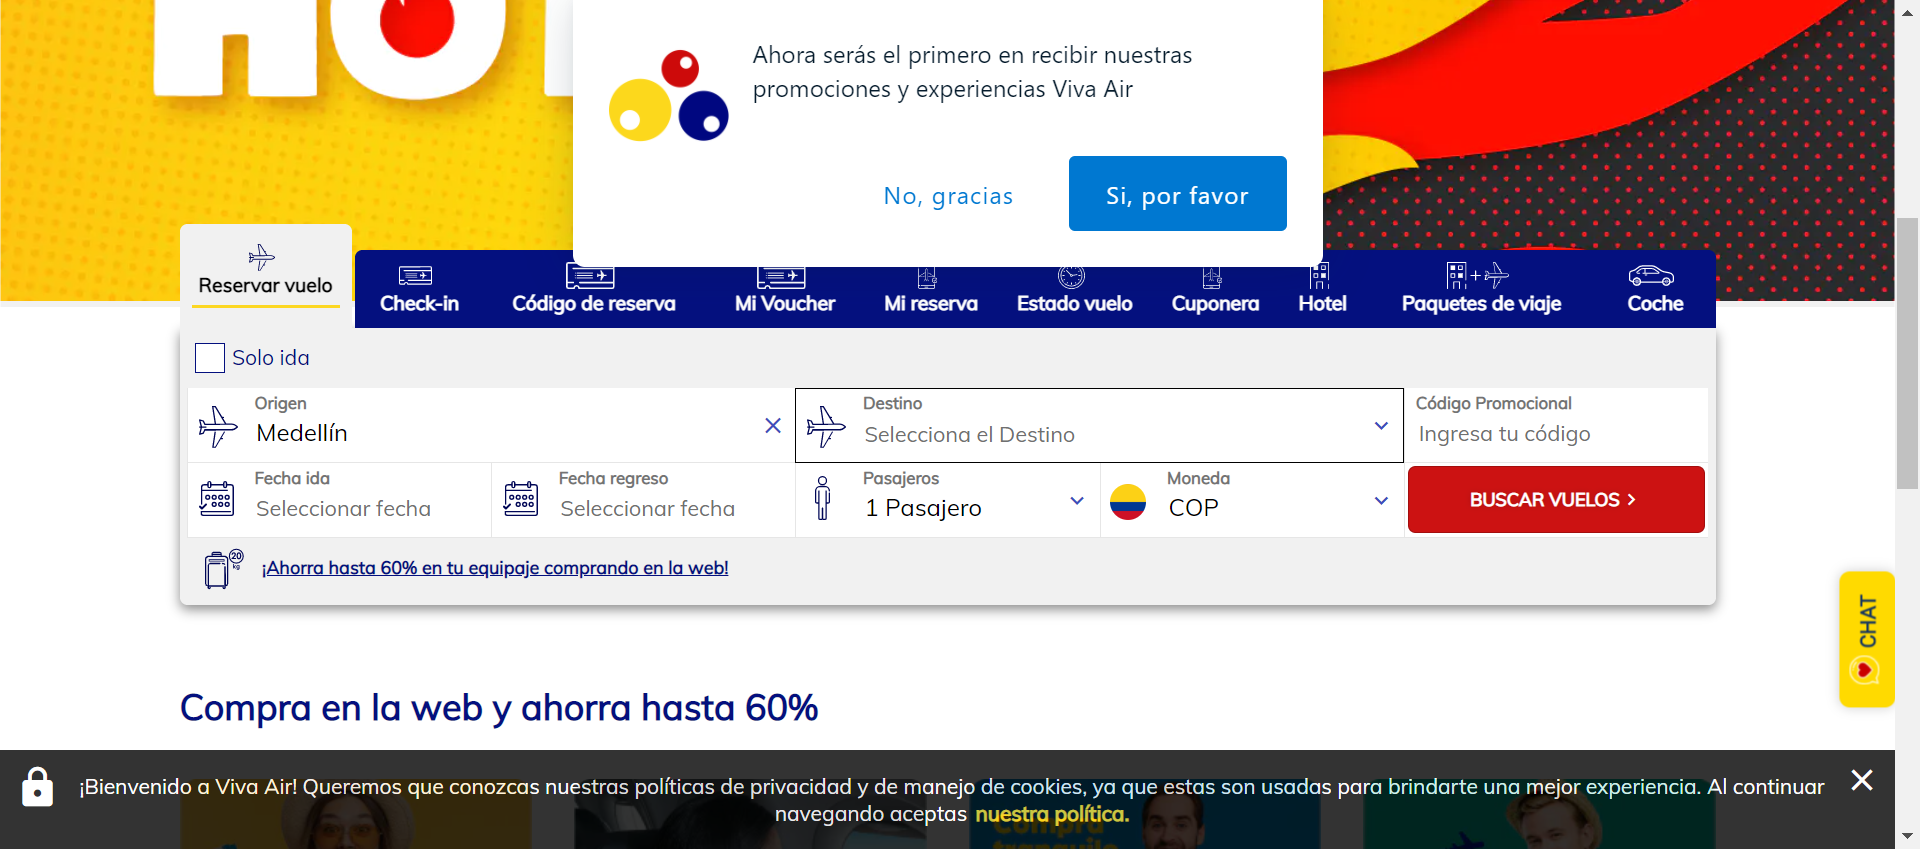 HO
Ahora serás el primero en recibir nuestras
promociones y experiencias Viva Air
No, gracias
Si, por favor
Reservar vuelo
Check-in
Código de reserva
Mi Voucher
Mi reserva
Estado vuelo
Cuponera
Hotel
Paquetes de viaje
Coche
Solo ida
Origen
Medellín
Destino
Selecciona el Destino
Código Promocional
Ingresa tu código
Fecha ida
Seleccionar fecha
Fecha regreso
Seleccionar fecha
Pasajeros
1 Pasajero
Moneda
COP
BUSCAR VUELOS >
20 kg
¡Ahorra hasta 60% en tu equipaje comprando en la web!
CHAT
Compra en la web y ahorra hasta 60%
¡Bienvenido a Viva Air! Queremos que conozcas nuestras políticas de privacidad y de manejo de cookies, ya que estas son usadas para brindarte una mejor experiencia. Al continuar
navegando aceptas nuestra política.
Compra
tranquilo